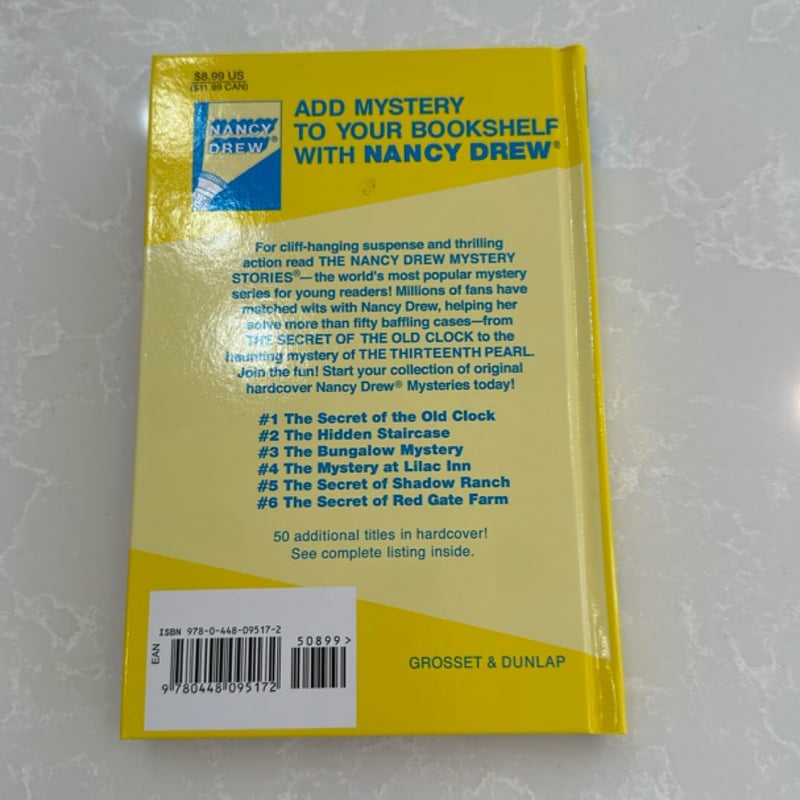 $8.99 US
($11.99 CAN)
NANCY
DREW®
ADD MYSTERY
TO YOUR BOOKSHELF
WITH NANCY DREW®
For cliff-hanging suspense and thrilling
action read THE NANCY DREW MYSTERY
STORIES®—the world's most popular mystery
series for young readers! Millions of fans have
matched wits with Nancy Drew, helping her
solve more than fifty baffling cases—from
THE SECRET OF THE OLD CLOCK to the
haunting mystery of THE THIRTEENTH PEARL.
Join the fun! Start your collection of original
hardcover Nancy Drew® Mysteries today!
#1 The Secret of the Old Clock
#2 The Hidden Staircase
#3 The Bungalow Mystery
#4 The Mystery at Lilac Inn
#5 The Secret of Shadow Ranch
#6 The Secret of Red Gate Farm
50 additional titles in hardcover!
See complete listing inside.
ISBN 978-0-448-09517-2
50899>
EAN
9 780448 095172
GROSSET & DUNLAP